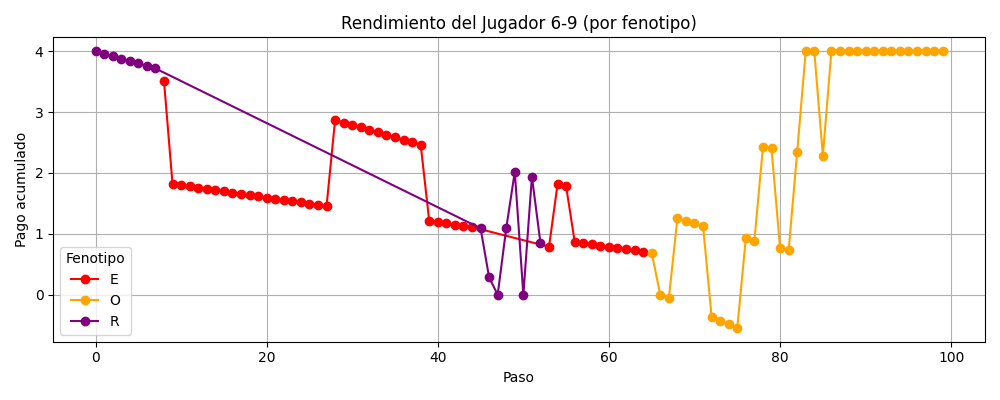 Rendimiento del Jugador 6-9 (por fenotipo)
Pago acumulado
4
3
2
1
0
Fenotipo
E
O
R
0
20
40
60
80
100
Paso